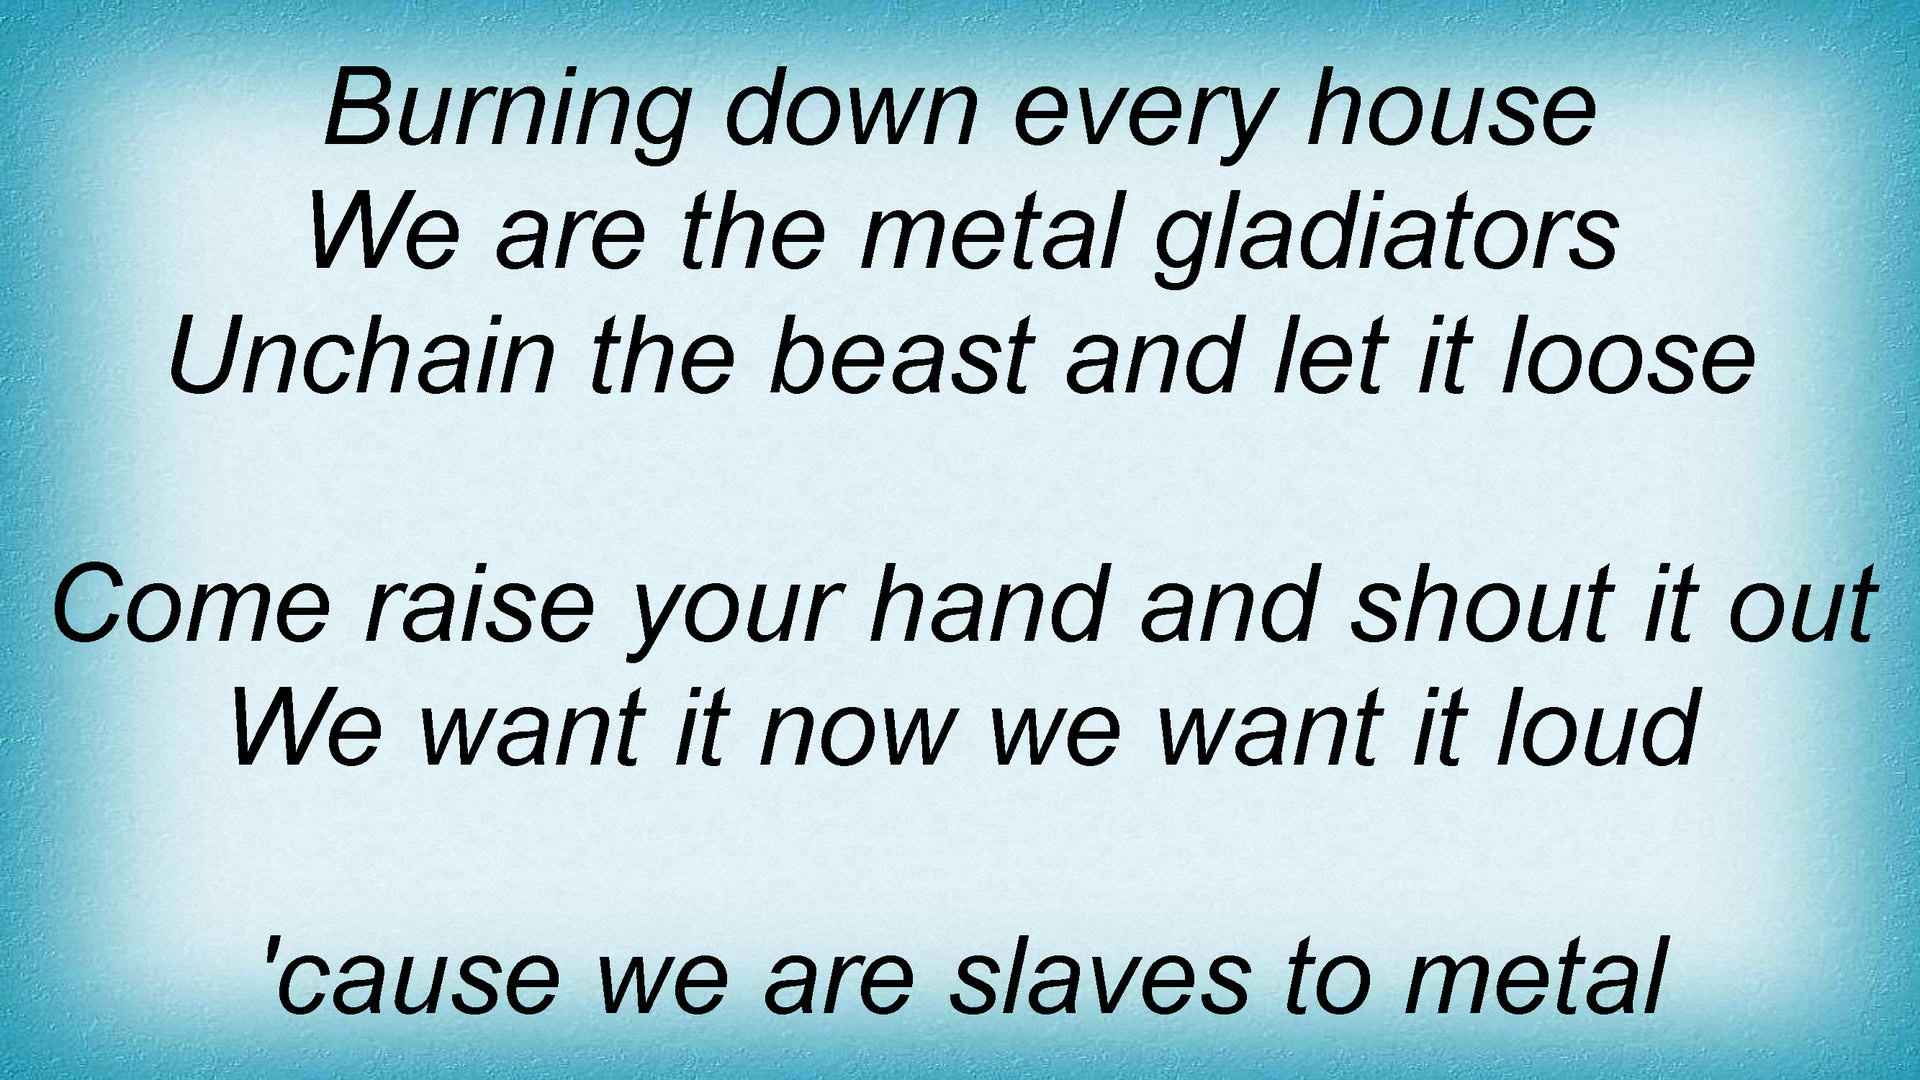 Burning down every house
We are the metal gladiators
Unchain the beast and let it loose
Come raise your hand and shout it out
We want it now we want it loud
'cause we are slaves to metal